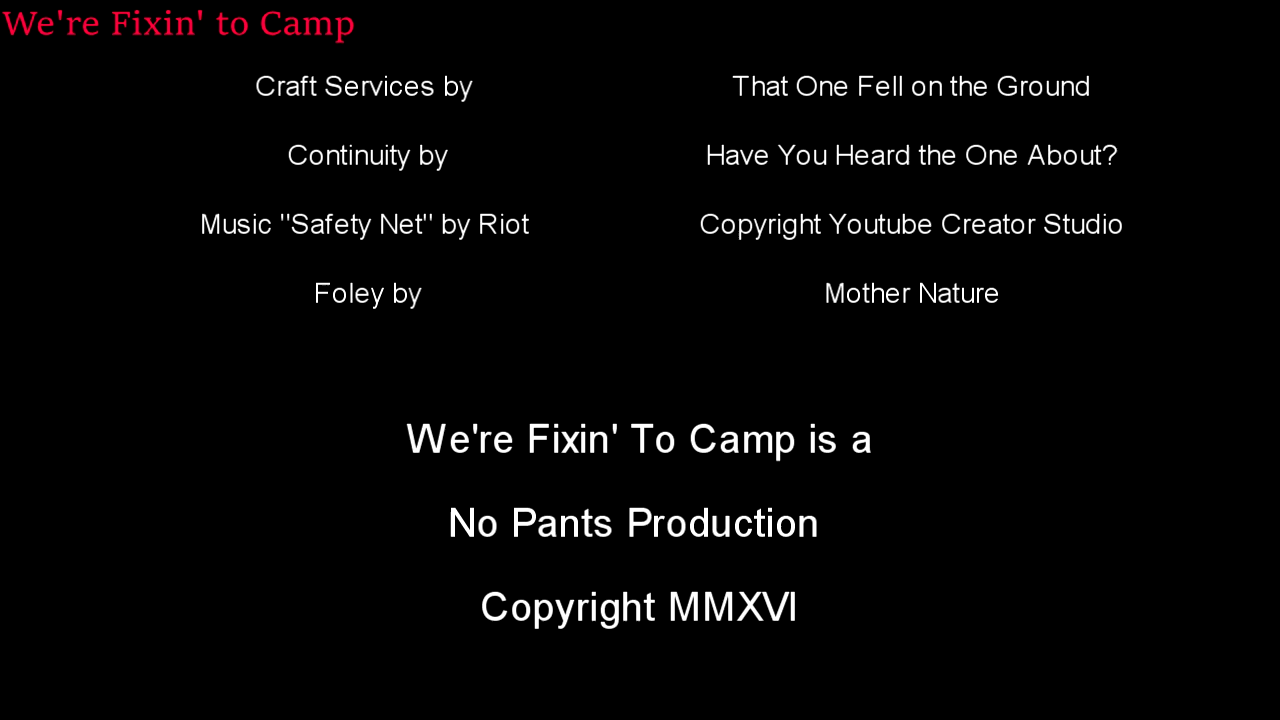 We're Fixin' to Camp
Craft Services by That One Fell on the Ground
Continuity by Have You Heard the One About?
Music "Safety Net" by Riot Copyright Youtube Creator Studio
Foley by Mother Nature
We're Fixin' To Camp is a
No Pants Production
Copyright MMXVI